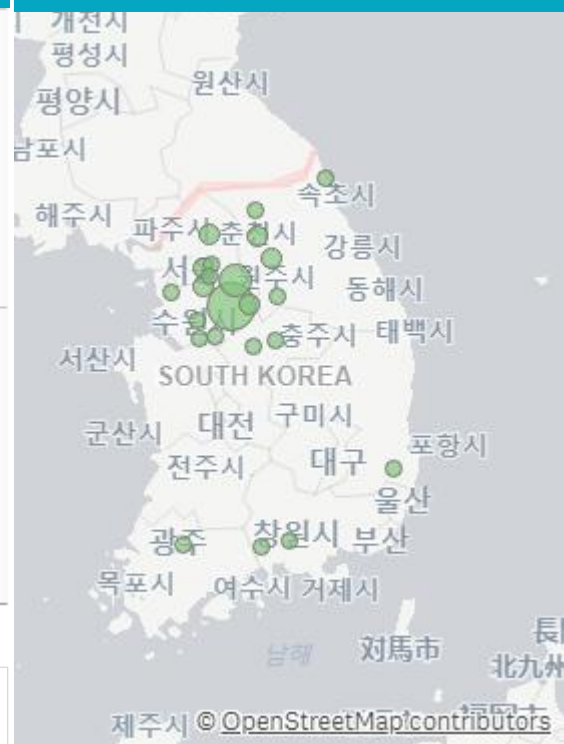 개천시
평성시
원산시
평양시
남포시
속초시
해주시
파주시
춘천시
강릉시
서
원주시
동해시
수원
충주시
태백시
서산시
SOUTH KOREA
대전
구미시
군산시
포항시
전주시
대구
울산
광주
창원시
부산
목포시
여수시
거제시
남해
対馬市
長
北九州
제주시
© OpenStreetMap contributors